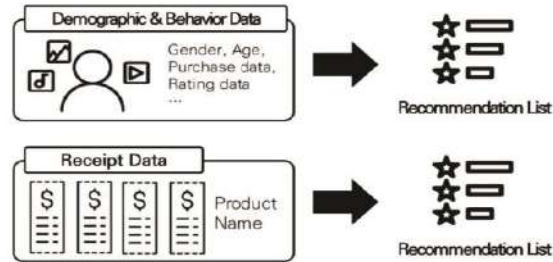 Demographic & Behavior Data
Gender, Age,
Purchase data,
Rating data
...
Recommendation List
Receipt Data
$ $ $ $
Product
Name
Recommendation List